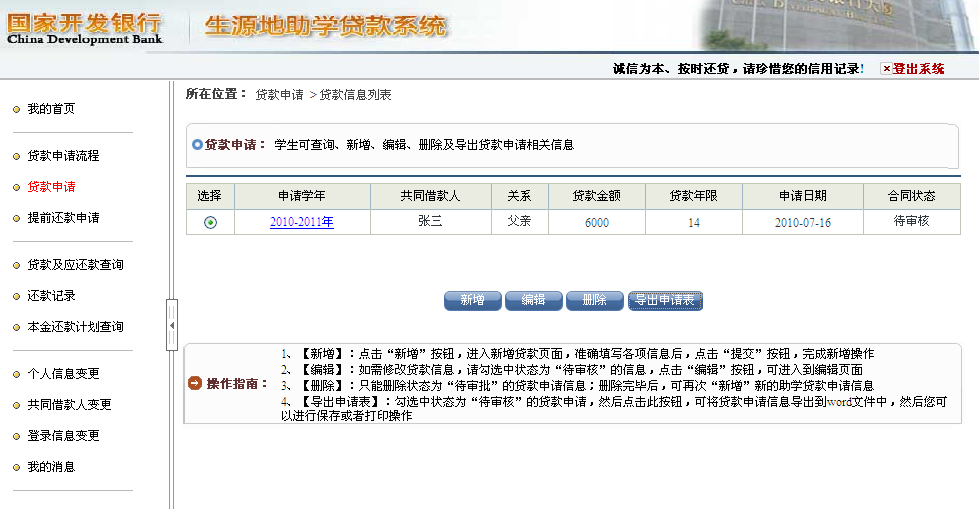 国家开发银行
China Development Bank
生源地助学贷款系统
诚信为本、按时还贷，请珍惜您的信用记录! 登出系统
我的首页
贷款申请流程
贷款申请
提前还款申请
贷款及应还款查询
还款记录
本金还款计划查询
个人信息变更
共同借款人变更
登录信息变更
我的消息
所在位置： 贷款申请 >贷款信息列表
贷款申请： 学生可查询、新增、编辑、删除及导出贷款申请相关信息
选择 申请学年 共同借款人 关系 贷款金额 贷款年限 申请日期 合同状态
2010-2011年 张三 父亲 6000 14 2010-07-16 待审核
新增 编辑 删除 导出申请表
操作指南：
1、【新增】：点击“新增”按钮，进入新增贷款页面，准确填写各项信息后，点击“提交”按钮，完成新增操作
2、【编辑】：如需修改贷款信息，请勾选中状态为“待审核”的信息，点击“编辑”按钮，可进入到编辑页面
3、【删除】：只能删除状态为“待审批”的贷款申请信息；删除完毕后，可再次“新增”新的助学贷款申请信息
4、【导出申请表】：勾选中状态为“待审核”的贷款申请，然后点击此按钮，可将贷款申请信息导出到word文件中，然后您可
以进行保存或者打印操作